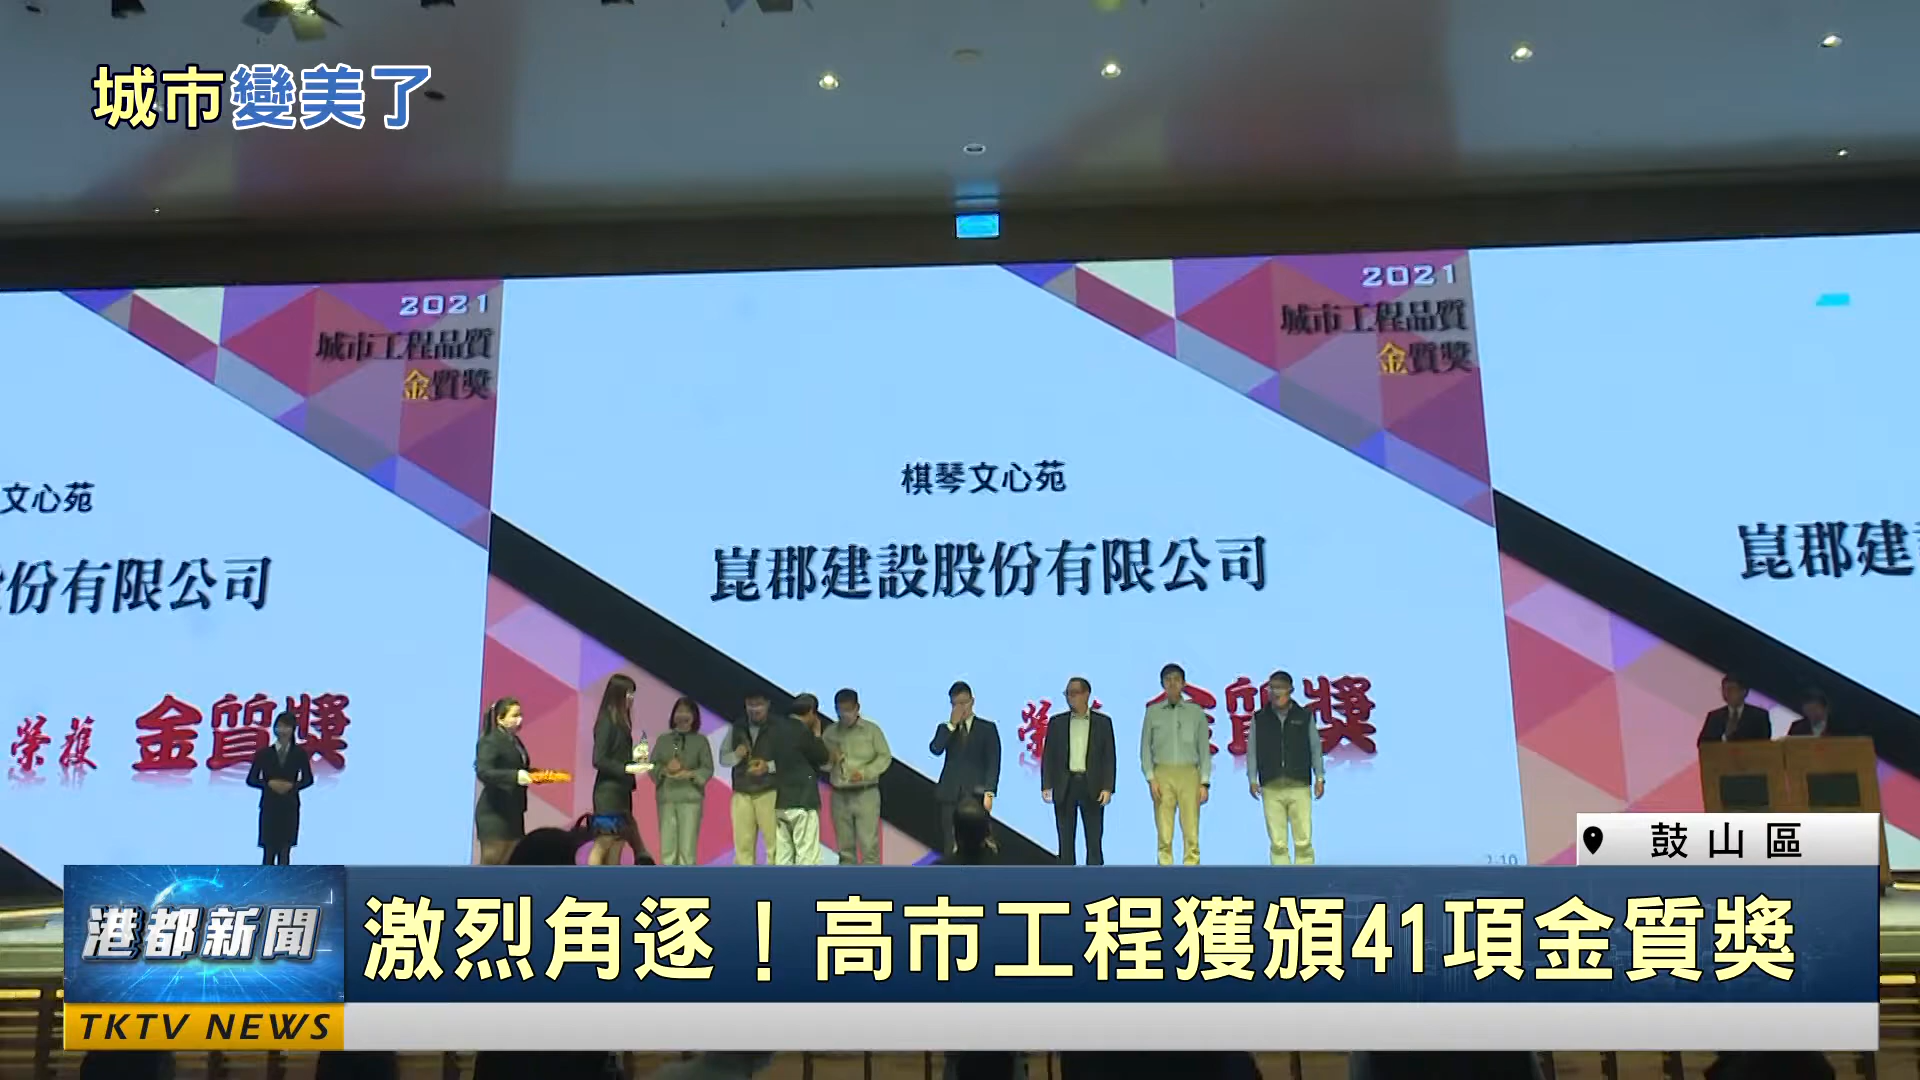 城市變美了
2021
城市工程品質
金質獎
2021
城市工程品質
金質獎
棋琴文心苑
文心苑
崑郡建設股份有限公司
份有限公司
崑郡建
榮獲 金質獎
金質獎
鼓山區
港都新聞
激烈角逐！高市工程獲頒41項金質獎
TKTV NEWS